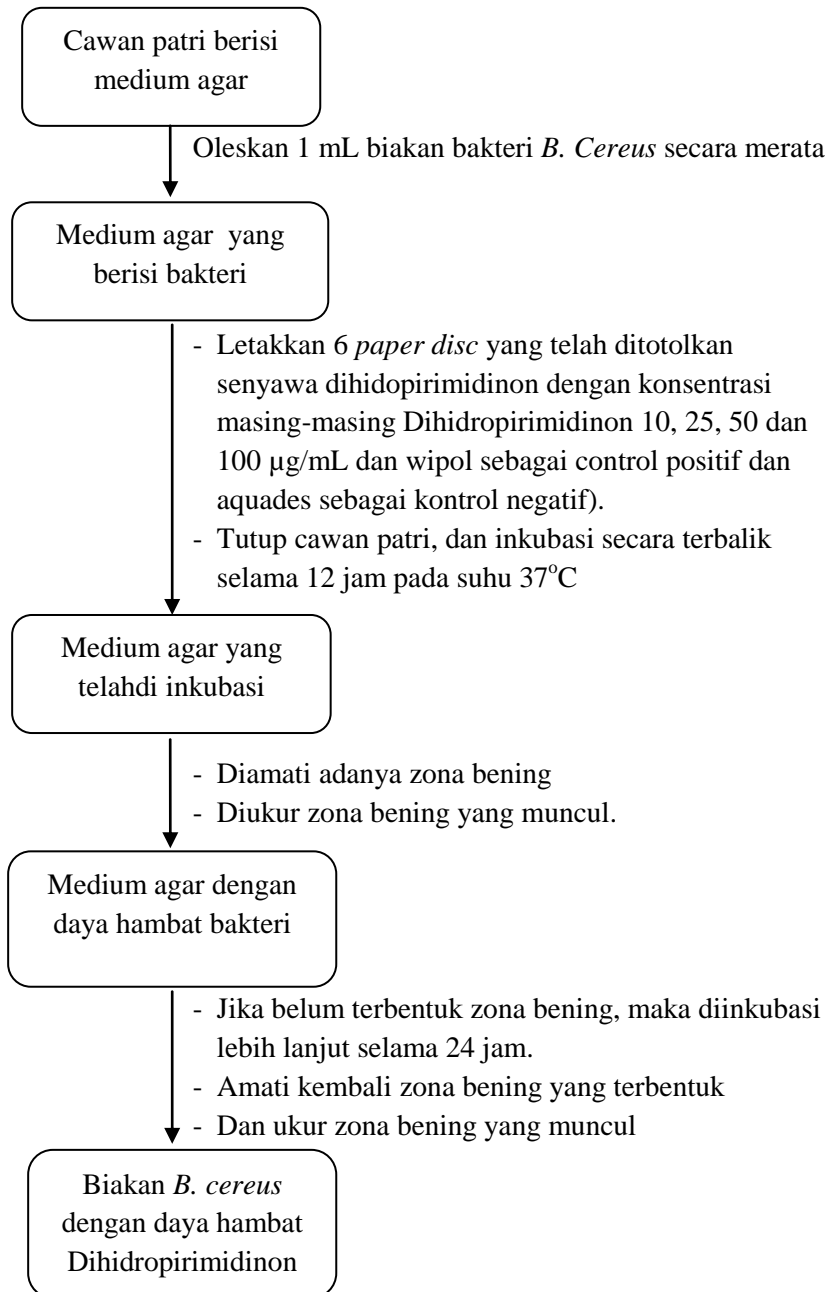 Cawan patri berisi
medium agar
Oleskan 1 mL biakan bakteri B. Cereus secara merata
Medium agar yang
berisi bakteri
- Letakkan 6 paper disc yang telah ditotolkan
senyawa dihidopirimidinon dengan konsentrasi
masing-masing Dihidropirimidinon 10, 25, 50 dan
100 µg/mL dan wipol sebagai control positif dan
aquades sebagai kontrol negatif).
- Tutup cawan patri, dan inkubasi secara terbalik
selama 12 jam pada suhu 37°C
Medium agar yang
telahdi inkubasi
- Diamati adanya zona bening
- Diukur zona bening yang muncul.
Medium agar dengan
daya hambat bakteri
- Jika belum terbentuk zona bening, maka diinkubasi
lebih lanjut selama 24 jam.
- Amati kembali zona bening yang terbentuk
- Dan ukur zona bening yang muncul
Biakan B. cereus
dengan daya hambat
Dihidropirimidinon